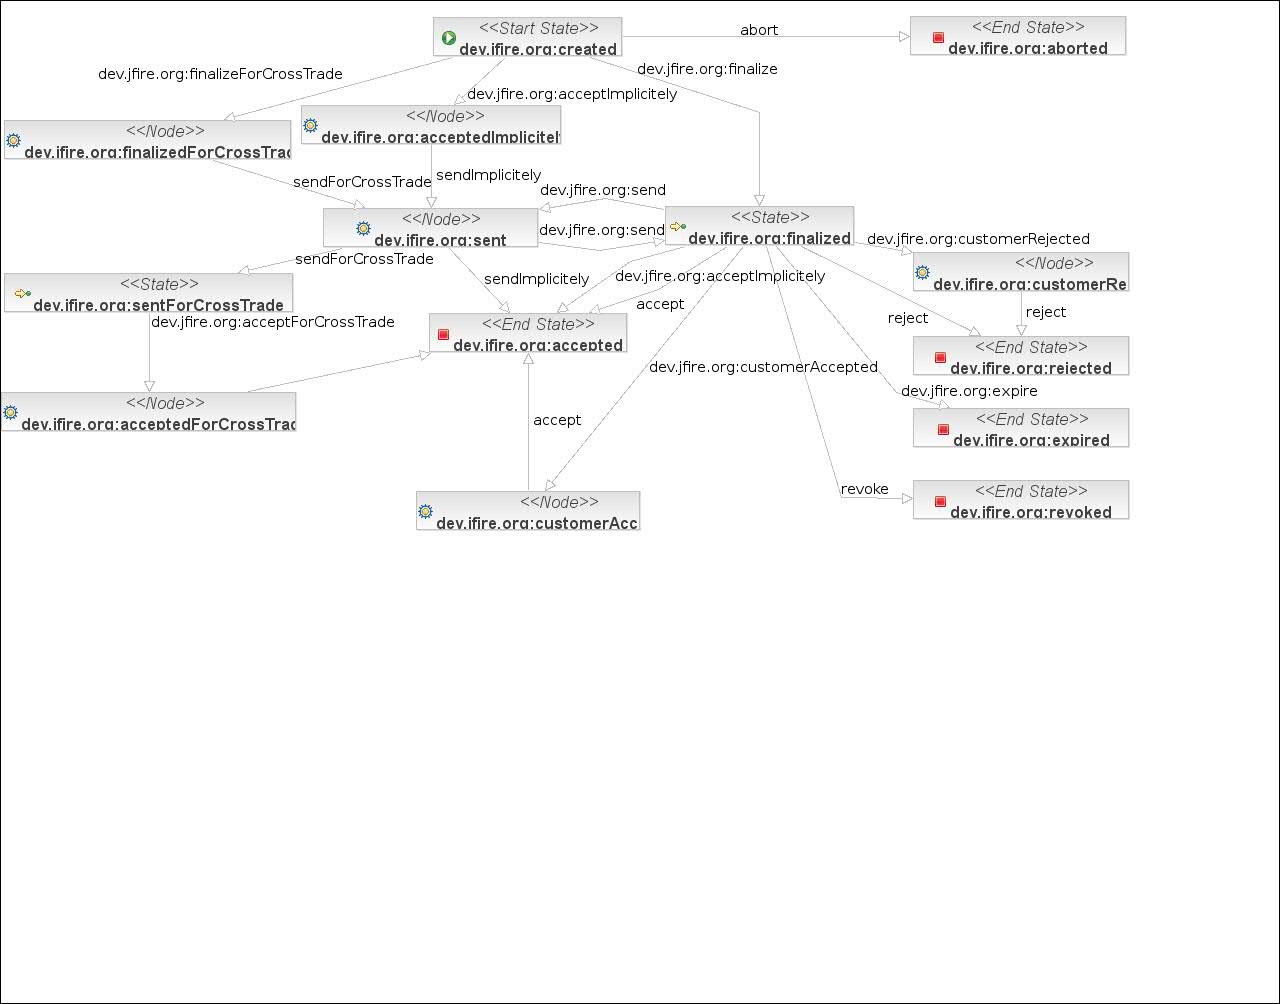 <<Start State>>
dev.jfire.org:created
abort
<<End State>>
dev.jfire.org:aborted
dev.jfire.org:finalizeForCrossTrade
dev.jfire.org:acceptImplicitely
dev.jfire.org:finalize
<<Node>>
dev.jfire.org:finalizedForCrossTrad
<<Node>>
dev.jfire.org:acceptedImplicitel
sendForCrossTrade
sendImplicitely
dev.jfire.org:send
<<Node>>
dev.jfire.org:sent
dev.jfire.org:send
<<State>>
dev.jfire.org:finalized
dev.jfire.org:customerRejected
<<Node>>
dev.jfire.org:customerRe
sendForCrossTrade
sendImplicitely
dev.jfire.org:acceptImplicitely
accept
<<State>>
dev.jfire.org:sentForCrossTrade
dev.jfire.org:acceptForCrossTrade
<<End State>>
dev.jfire.org:accepted
reject
reject
<<End State>>
dev.jfire.org:rejected
dev.jfire.org:customerAccepted
dev.jfire.org:expire
<<Node>>
dev.jfire.org:acceptedForCrossTrad
accept
<<End State>>
dev.jfire.org:expired
revoke
<<End State>>
dev.jfire.org:revoked
<<Node>>
dev.jfire.org:customerAcc